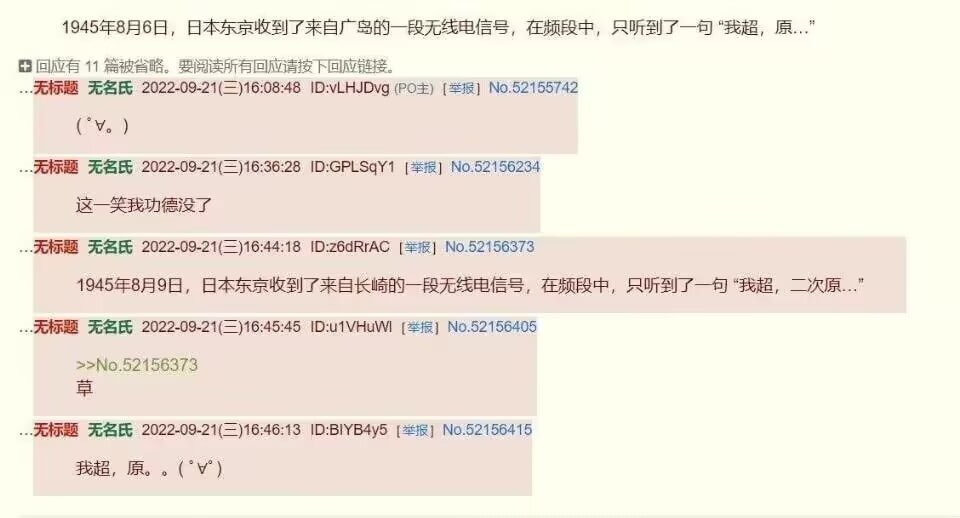 1945年8月6日，日本东京收到了来自广岛的一段无线电信号，在频段中，只听到了一句 “我超，原...”
回应有 11 篇被省略。要阅读所有回应请按下回应链接。
...无标题 无名氏 2022-09-21(三)16:08:48 ID:vLHJDvg (PO主) [举报] No.52155742
( ﾟ∀。)
...无标题 无名氏 2022-09-21(三)16:36:28 ID:GPLSqY1 [举报] No.52156234
这一笑我功德没了
...无标题 无名氏 2022-09-21(三)16:44:18 ID:z6dRrAC [举报] No.52156373
1945年8月9日，日本东京收到了来自长崎的一段无线电信号，在频段中，只听到了一句 “我超，二次原...”
...无标题 无名氏 2022-09-21(三)16:45:45 ID:u1VHuWl [举报] No.52156405
>>No.52156373
草
...无标题 无名氏 2022-09-21(三)16:46:13 ID:BIYB4y5 [举报] No.52156415
我超，原。。( ﾟ∀ﾟ)